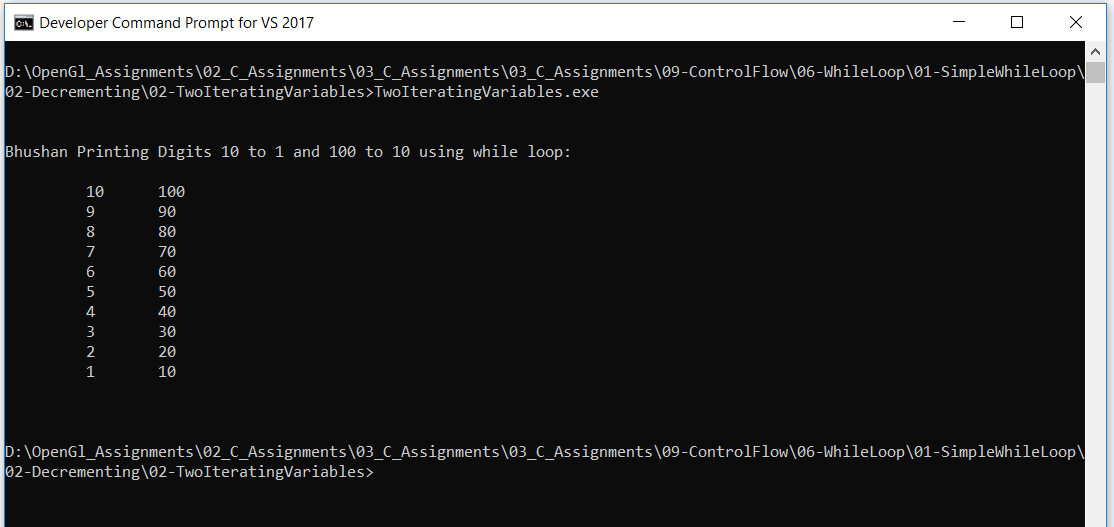 Developer Command Prompt for VS 2017
D:\OpenGl_Assignments\02_C_Assignments\03_C_Assignments\03_C_Assignments\09-ControlFlow\06-WhileLoop\01-SimpleWhileLoop\
02-Decrementing\02-TwoIteratingVariables>TwoIteratingVariables.exe
Bhushan Printing Digits 10 to 1 and 100 to 10 using while loop:
10 100
9 90
8 80
7 70
6 60
5 50
4 40
3 30
2 20
1 10
D:\OpenGl_Assignments\02_C_Assignments\03_C_Assignments\03_C_Assignments\09-ControlFlow\06-WhileLoop\01-SimpleWhileLoop\
02-Decrementing\02-TwoIteratingVariables>